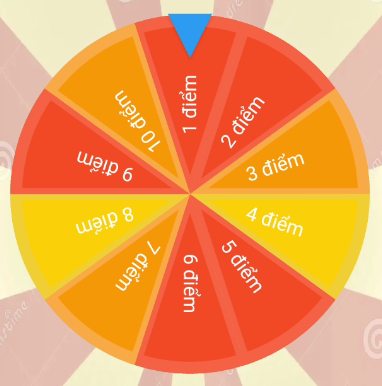 1 điểm
2 điểm
3 điểm
4 điểm
5 điểm
6 điểm
7 điểm
8 điểm
9 điểm
10 điểm